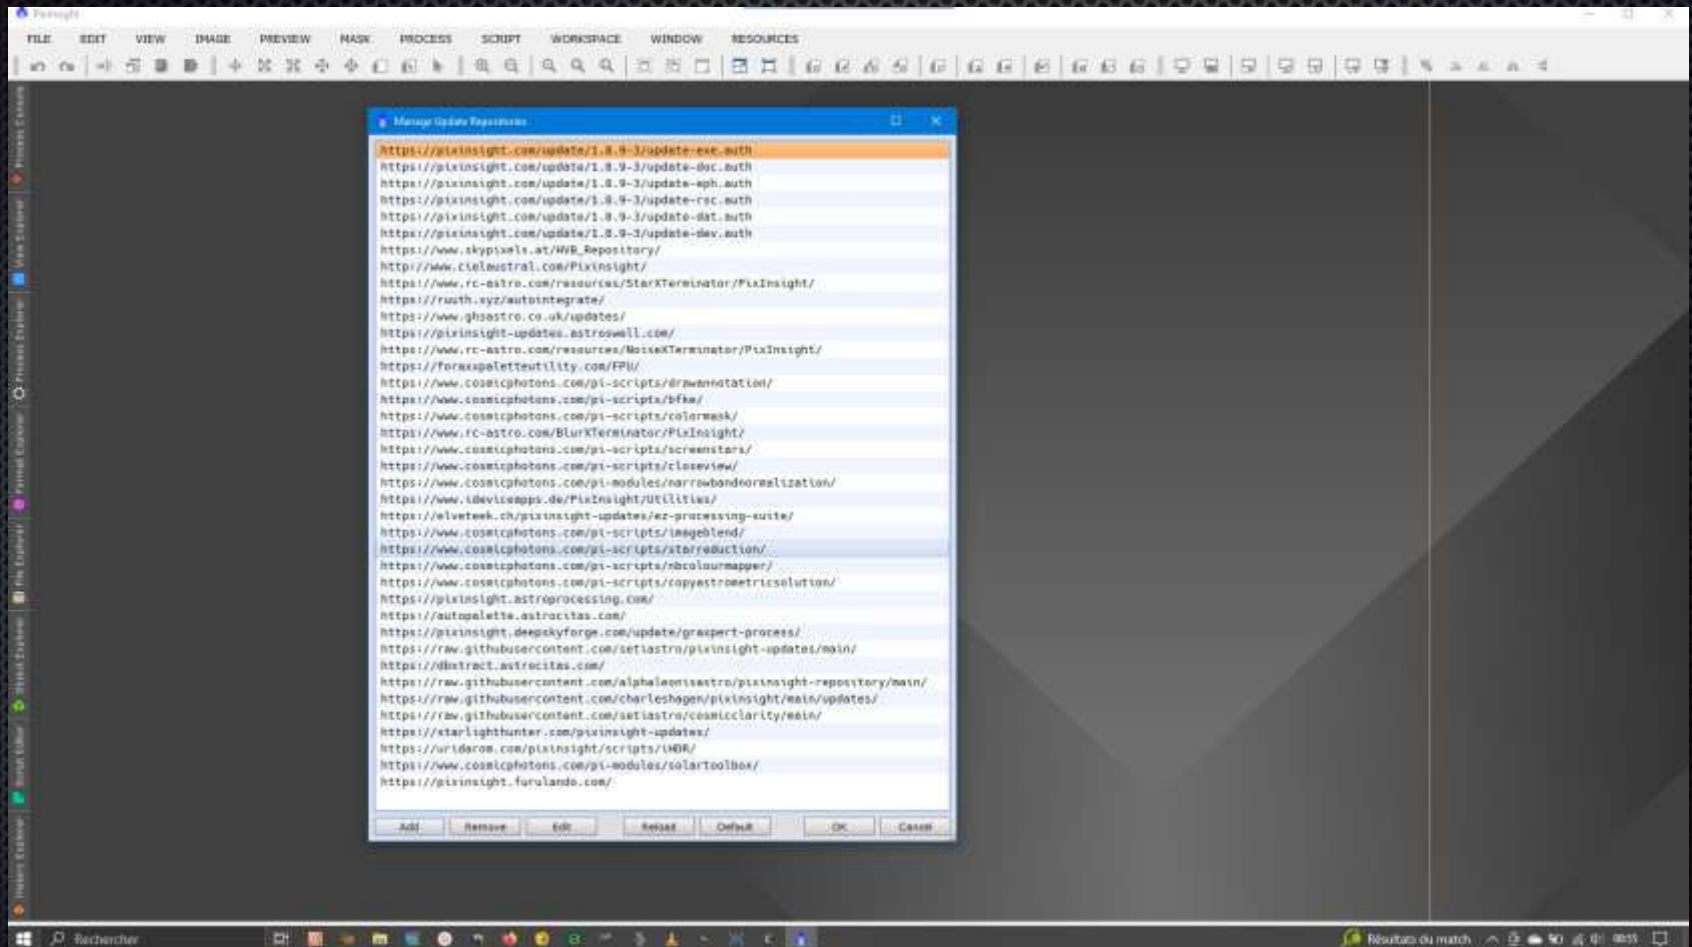 PixInsight
FILE EDIT VIEW IMAGE PREVIEW MASK PROCESS SCRIPT WORKSPACE WINDOW RESOURCES
Process Console
View Explorer
Process Explorer
Format Explorer
File Explorer
Script Editor
History Explorer
Manage Update Repositories
https://pixinsight.com/update/1.8.9-3/update-exe.auth
https://pixinsight.com/update/1.8.9-3/update-doc.auth
https://pixinsight.com/update/1.8.9-3/update-eph.auth
https://pixinsight.com/update/1.8.9-3/update-rsc.auth
https://pixinsight.com/update/1.8.9-3/update-dat.auth
https://pixinsight.com/update/1.8.9-3/update-dev.auth
https://www.skypixels.at/HVB_Repository/
http://www.cielaustral.com/Pixinsight/
https://www.rc-astro.com/resources/StarXTerminator/PixInsight/
https://ruuth.xyz/autointegrate/
https://www.ghsastro.co.uk/updates/
https://pixinsight-updates.astroswell.com/
https://www.rc-astro.com/resources/NoiseXTerminator/PixInsight/
https://foraxxpaletteutility.com/FPU/
https://www.cosmicphotons.com/pi-scripts/drawannotation/
https://www.cosmicphotons.com/pi-scripts/bfke/
https://www.cosmicphotons.com/pi-scripts/colormask/
https://www.rc-astro.com/BlurXTerminator/PixInsight/
https://www.cosmicphotons.com/pi-scripts/screenstars/
https://www.cosmicphotons.com/pi-scripts/closeview/
https://www.cosmicphotons.com/pi-modules/narrowbandnormalization/
https://www.ideviceapps.de/PixInsight/Utilities/
https://elveteek.ch/pixinsight-updates/ez-processing-suite/
https://www.cosmicphotons.com/pi-scripts/imageblend/
https://www.cosmicphotons.com/pi-scripts/starreduction/
https://www.cosmicphotons.com/pi-scripts/nbcolourmapper/
https://www.cosmicphotons.com/pi-scripts/copyastrometricsolution/
https://pixinsight.astroprocessing.com/
https://autopalette.astrocitas.com/
https://pixinsight.deepskyforge.com/update/graxpert-process/
https://raw.githubusercontent.com/setiastro/pixinsight-updates/main/
https://dbxtract.astrocitas.com/
https://raw.githubusercontent.com/alphaleonisastro/pixinsight-repository/main/
https://raw.githubusercontent.com/charleshagen/pixinsight/main/updates/
https://raw.githubusercontent.com/setiastro/cosmicclarity/main/
https://starlighthunter.com/pixinsight-updates/
https://uridarom.com/pixinsight/scripts/iHDR/
https://www.cosmicphotons.com/pi-modules/solartoolbox/
https://pixinsight.furulando.com/
Add Remove Edit Reload Default OK Cancel
Rechercher
Résultats du match